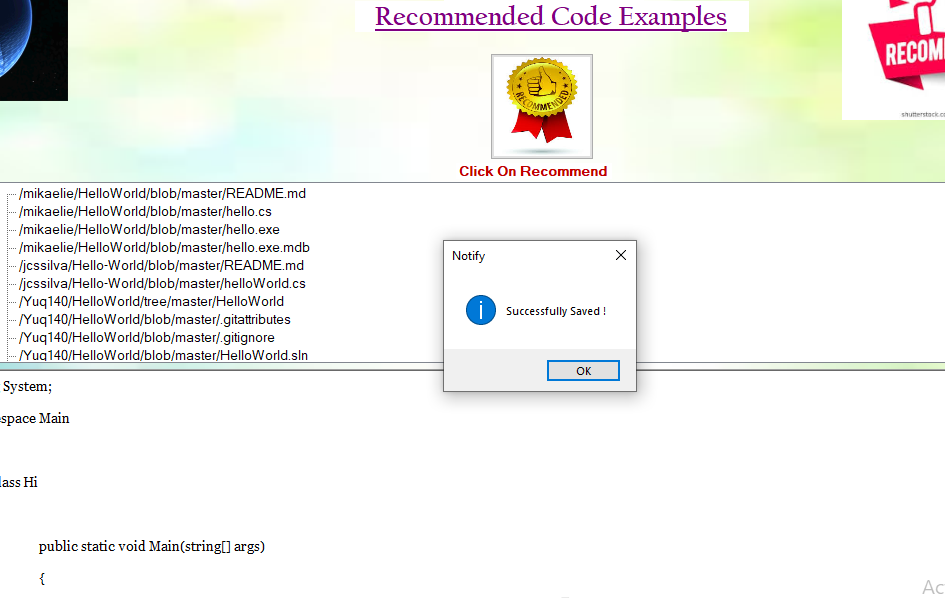 Recommended Code Examples
RECOMM
RECOMMENDED
shutterstock.co
Click On Recommend
/mikaelie/HelloWorld/blob/master/README.md
/mikaelie/HelloWorld/blob/master/hello.cs
/mikaelie/HelloWorld/blob/master/hello.exe
/mikaelie/HelloWorld/blob/master/hello.exe.mdb
/jcssilva/Hello-World/blob/master/README.md
/jcssilva/Hello-World/blob/master/helloWorld.cs
/Yuq140/HelloWorld/tree/master/HelloWorld
/Yuq140/HelloWorld/blob/master/.gitattributes
/Yuq140/HelloWorld/blob/master/.gitignore
/Yuq140/HelloWorld/blob/master/HelloWorld.sln
Notify
Successfully Saved !
OK
System;
espace Main
lass Hi
public static void Main(string[] args)
{
Ac